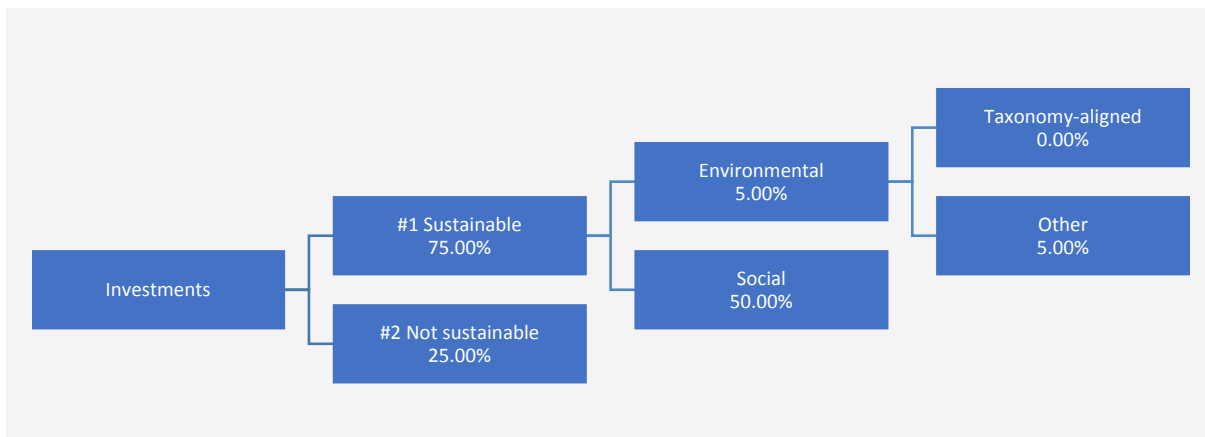 Investments
#1 Sustainable
75.00%
#2 Not sustainable
25.00%
Environmental
5.00%
Social
50.00%
Taxonomy-aligned
0.00%
Other
5.00%